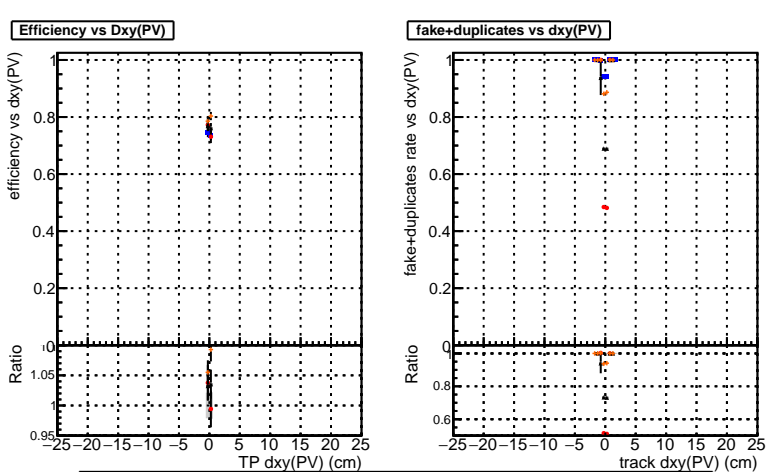 Efficiency vs Dxy(PV)
efficiency vs dxy(PV)
1
0.8
0.6
0.4
0.2
0
Ratio
1.05
1
0.95
−25 −20 −15 −10 −5 0 5 10 15 20 25
TP dxy(PV) (cm)
fake+duplicates vs dxy(PV)
fake+duplicates rate vs dxy(PV)
1
0.8
0.6
0.4
0.2
0
Ratio
1
0.8
0.6
−25 −20 −15 −10 −5 0 5 10 15 20 25
track dxy(PV) (cm)